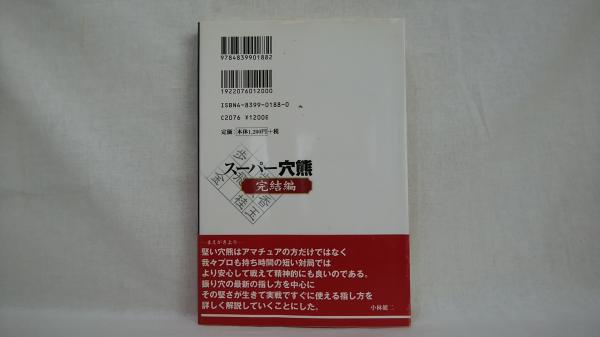 9784839901882
1922076012000
ISBN4-8399-0188-0
C2076 ¥1200E
定価：本体1,200円+税
スーパー穴熊
完結編
歩
飛
金
桂
香
玉
—まえがきより—
堅い穴熊はアマチュアの方だけではなく
我々プロも持ち時間の短い対局では
より安心して戦えて精神的にも良いのである。
振り穴の最新の指し方を中心に
その堅さが生きて実戦ですぐに使える指し方を
詳しく解説していくことにした。
小林健二